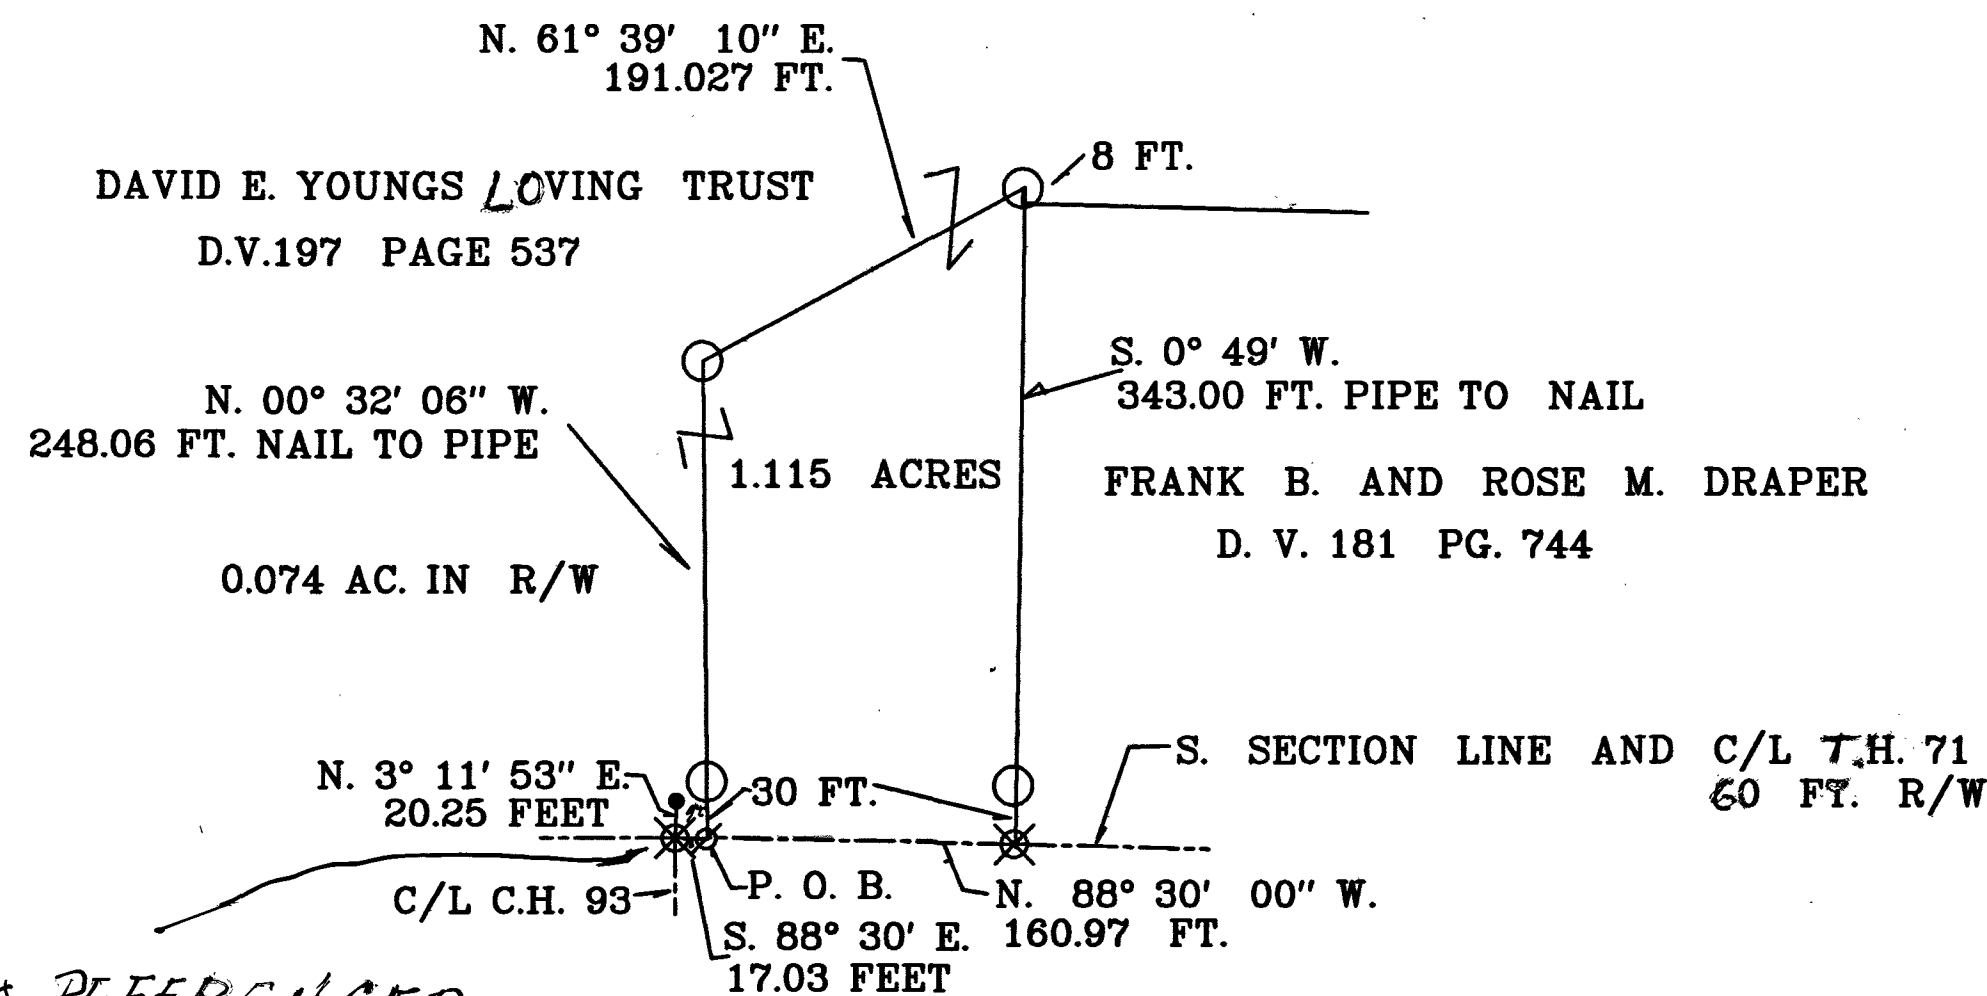 N. 61° 39' 10" E.
191.027 FT.
8 FT.
DAVID E. YOUNGS LOVING TRUST
D.V.197 PAGE 537
S. 0° 49' W.
343.00 FT. PIPE TO NAIL
N. 00° 32' 06" W.
248.06 FT. NAIL TO PIPE
1.115 ACRES
FRANK B. AND ROSE M. DRAPER
D. V. 181 PG. 744
0.074 AC. IN R/W
S. SECTION LINE AND C/L T.H. 71
60 FT. R/W
N. 3° 11' 53" E.
20.25 FEET
30 FT.
C/L C.H. 93
P. O. B.
N. 88° 30' 00" W.
160.97 FT.
S. 88° 30' E.
17.03 FEET
REFERENCED